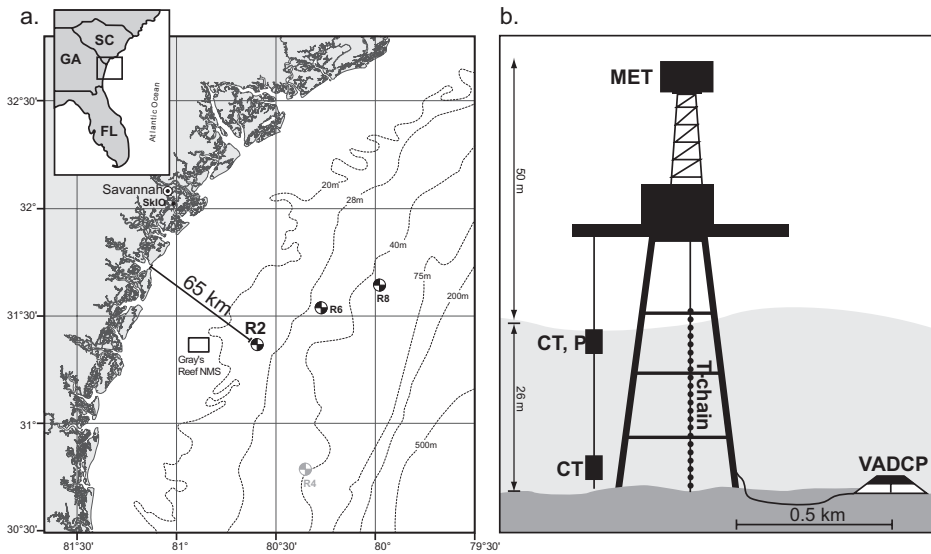 a.
SC
GA
FL
Atlantic Ocean
32°30'
32°
31°30'
31°
30°30'
81°30'
81°
80°30'
80°
79°30'
Savannah
SkIO
20m
28m
40m
75m
200m
500m
65 km
R2
R6
R8
R4
Gray's
Reef NMS
b.
MET
50 m
26 m
CT, P
CT
T-chain
VADCP
0.5 km